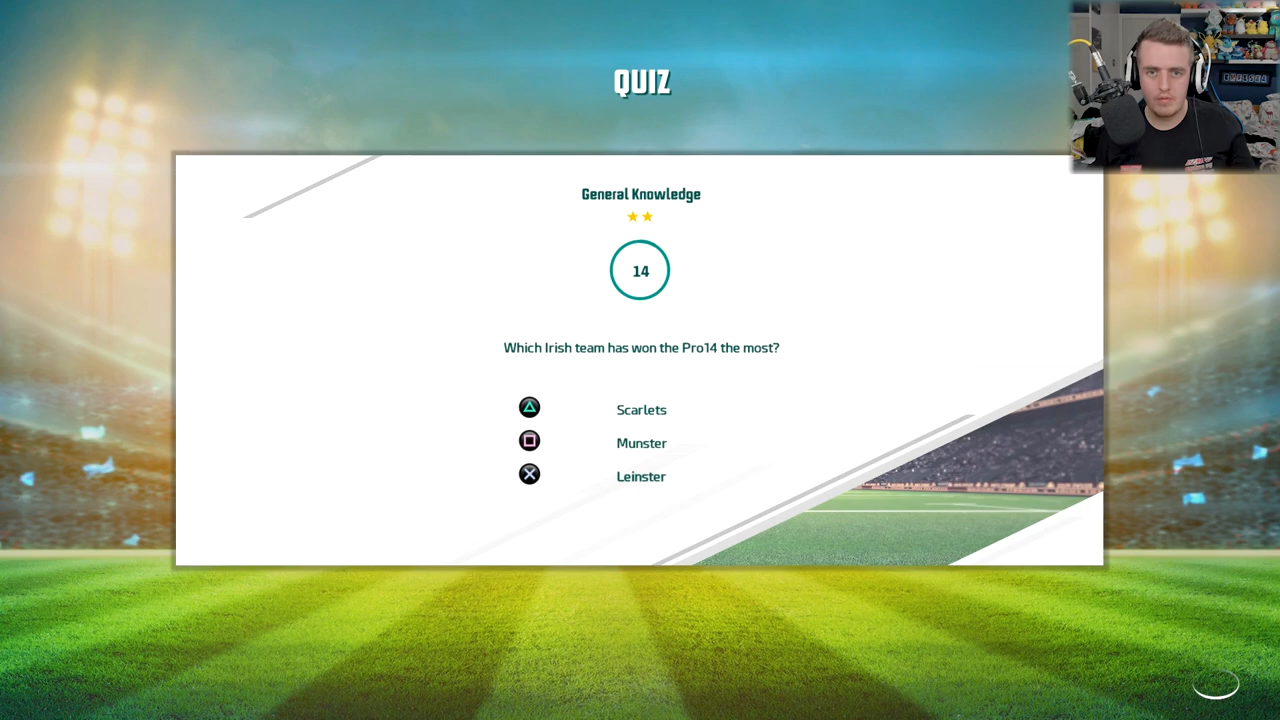 QUIZ
General Knowledge
14
Which Irish team has won the Pro14 the most?
Scarlets
Munster
Leinster